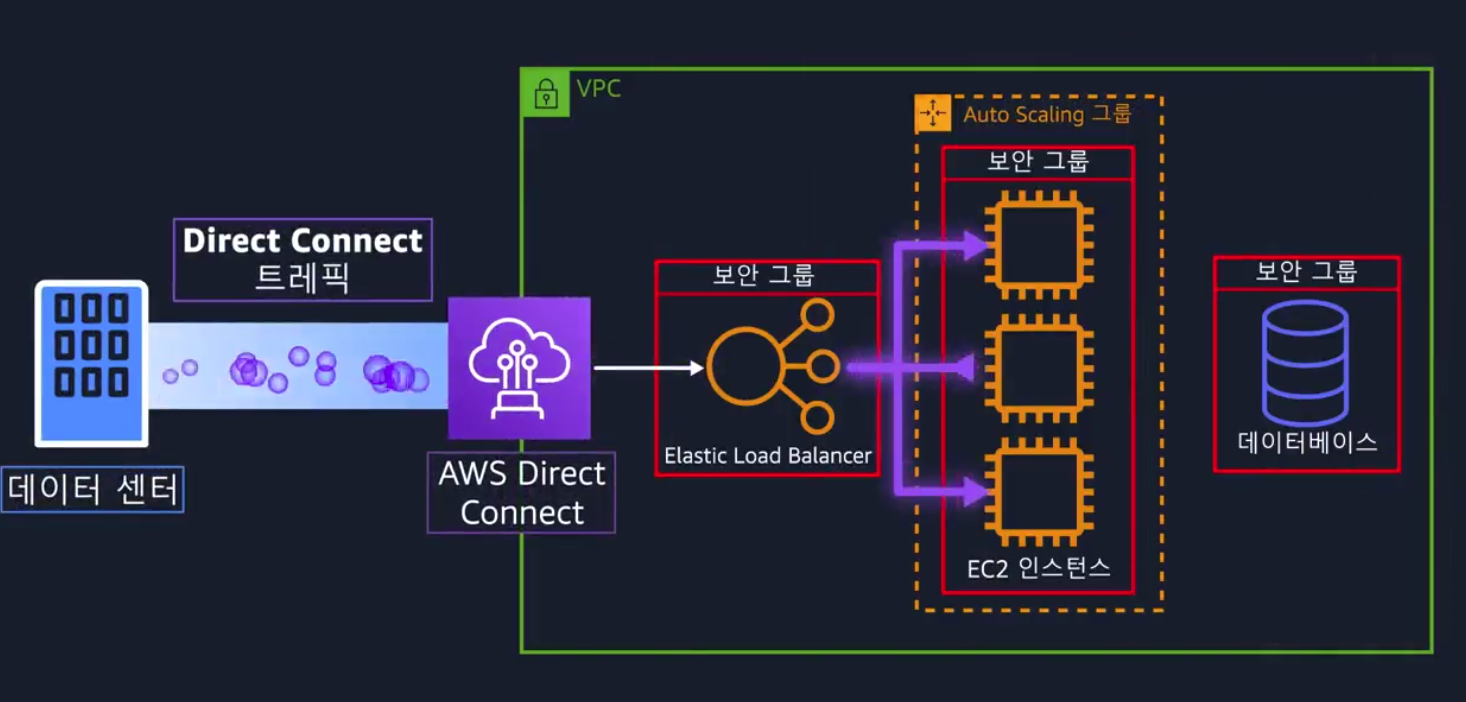 VPC
Auto Scaling 그룹
보안 그룹
Direct Connect
트레픽
보안 그룹
보안 그룹
Elastic Load Balancer
데이터베이스
데이터 센터
AWS Direct
Connect
EC2 인스턴스